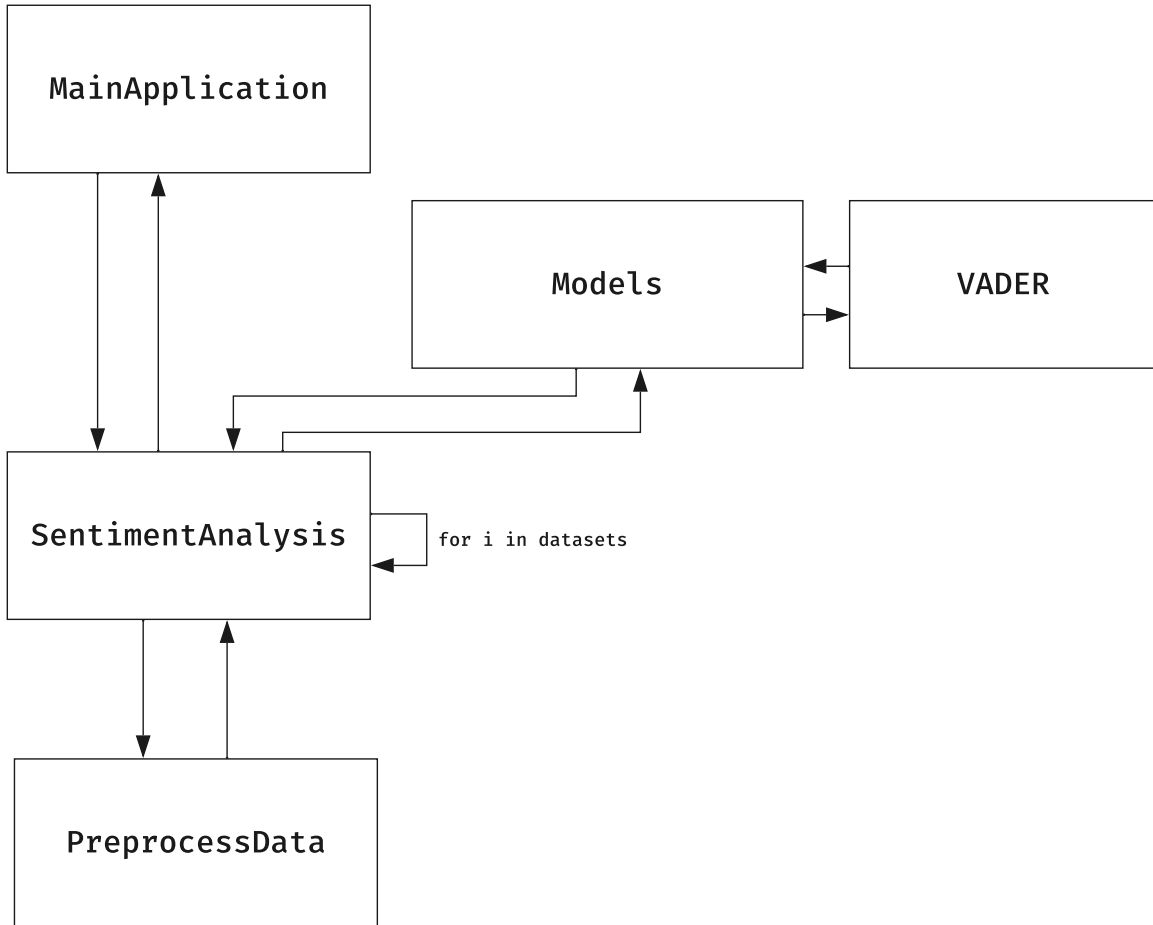 MainApplication
Models
VADER
SentimentAnalysis
for i in datasets
PreprocessData